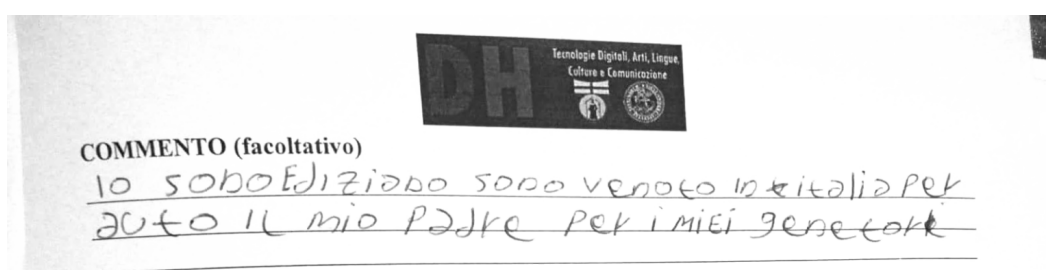 DH
Tecnologie Digitali, Arti, Lingue,
Culture e Comunicazione
COMMENTO (facoltativo)
IO SONO EdIZIANO SONO VENOtO IN itaLia PER
autO IL miO PadRe PER i MiEi geNetoRi